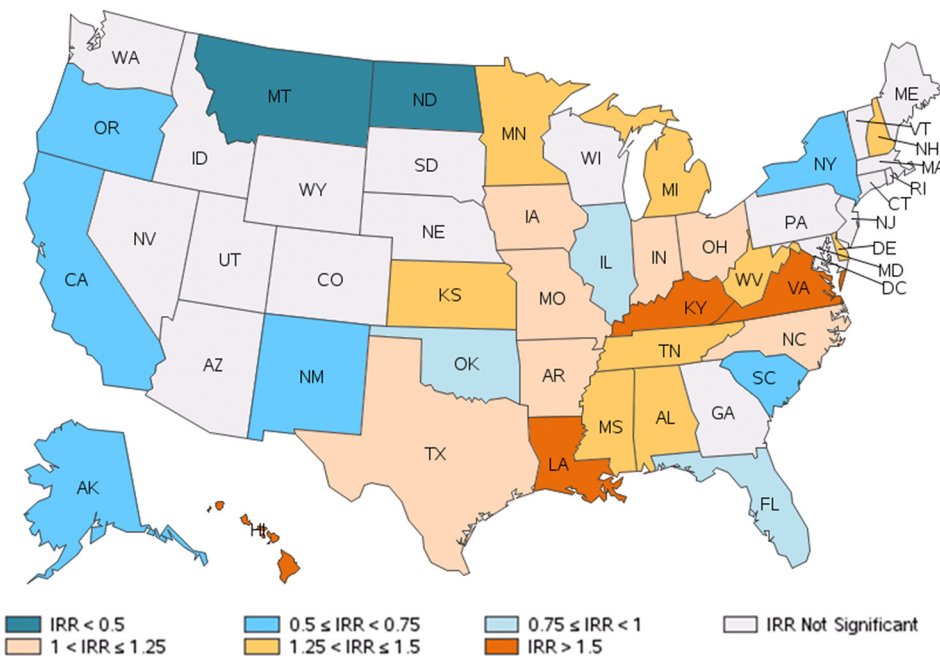 WA
MT
ND
MN
ME
VT
NH
MA
RI
CT
NJ
DE
MD
DC
OR
ID
SD
WI
MI
NY
WY
IA
PA
NV
NE
IL
IN
OH
UT
CO
KS
MO
WV
VA
KY
CA
AZ
NM
OK
AR
TN
NC
SC
MS
AL
GA
TX
LA
FL
AK
HI
IRR < 0.5
0.5 ≤ IRR < 0.75
0.75 ≤ IRR < 1
IRR Not Significant
1 < IRR ≤ 1.25
1.25 < IRR ≤ 1.5
IRR > 1.5